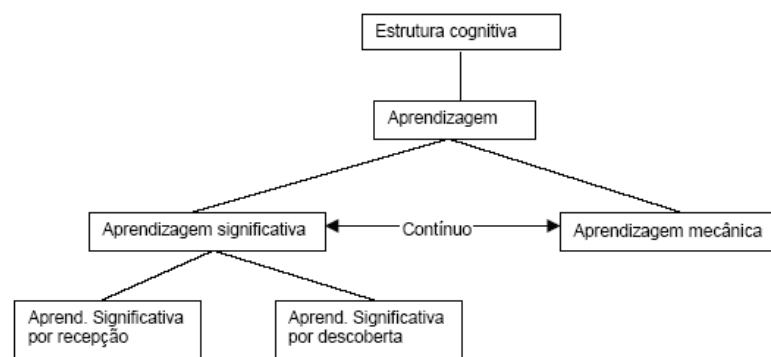 Estrutura cognitiva
Aprendizagem
Aprendizagem significativa
Contínuo
Aprendizagem mecânica
Aprend. Significativa
por recepção
Aprend. Significativa
por descoberta